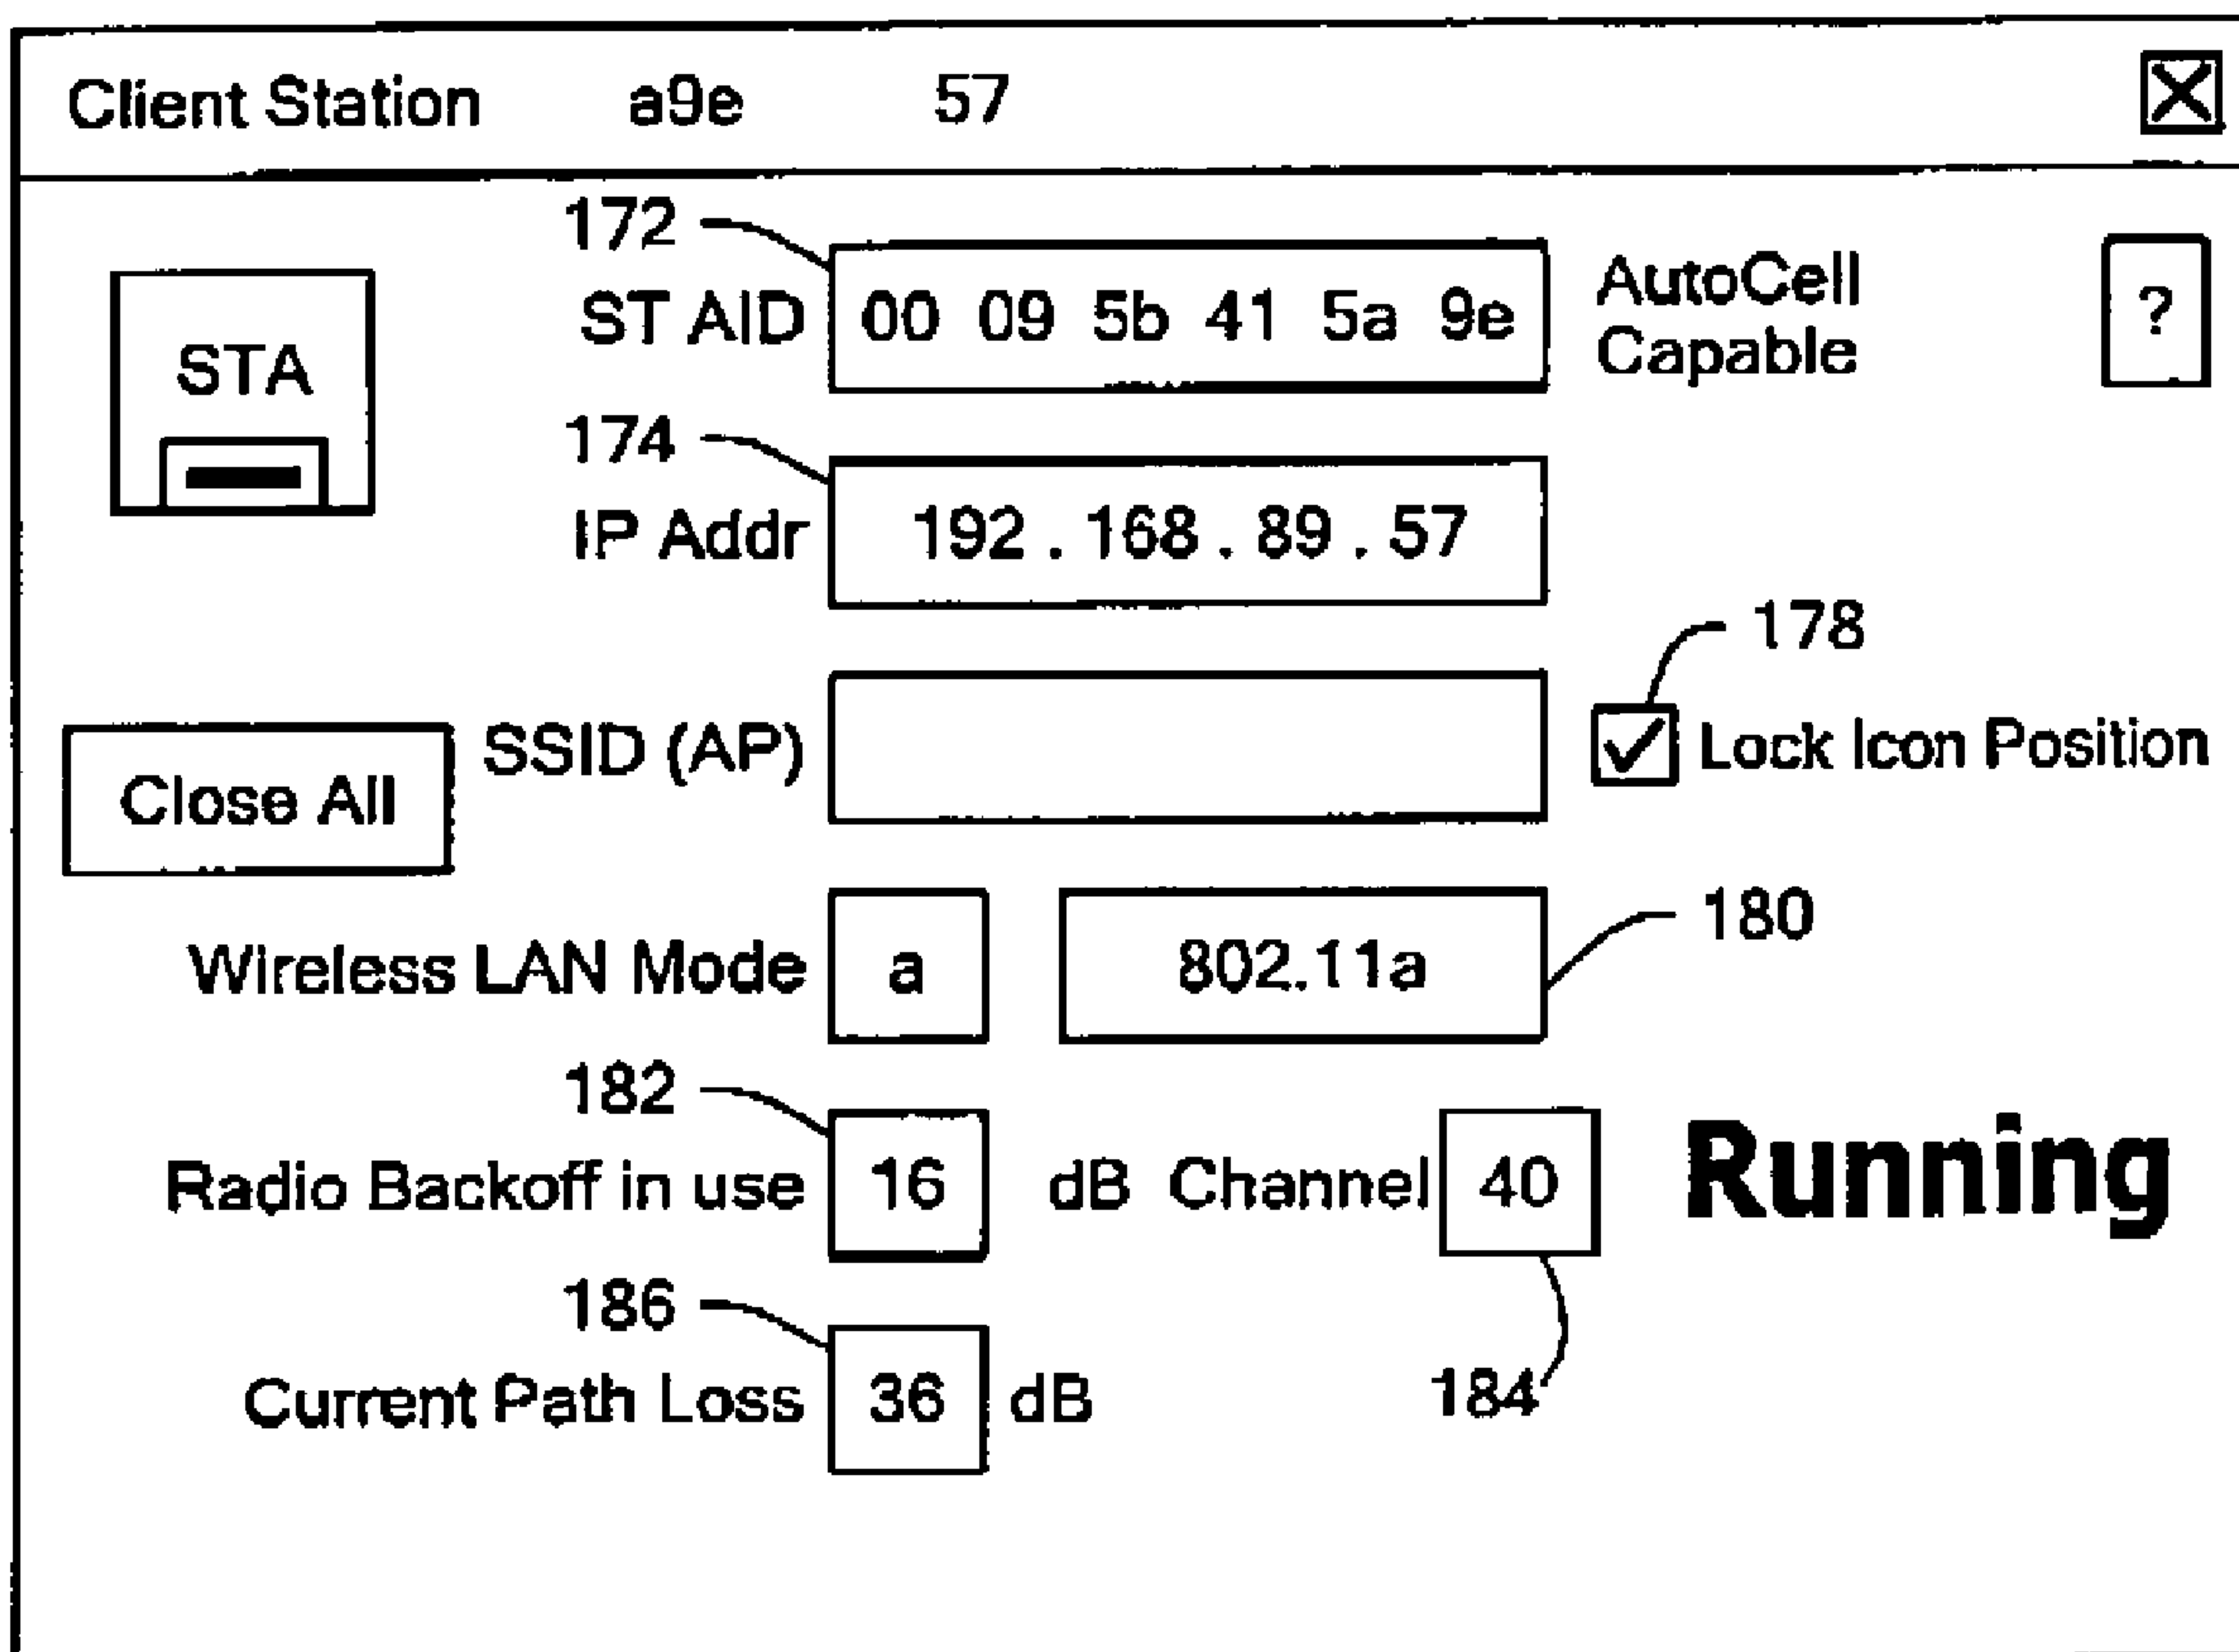 Client Station a9e 57
172
ST AID 00 09 5b 41 5a 9e
AutoCell
Capable
?
STA
174
IP Addr 192 . 168 . 89 . 57
178
SSID (AP)
Lock Icon Position
Close All
180
Wireless LAN Mode a 802.11a
182
Radio Backoff in use 16 dB Channel 40 Running
186
184
Current Path Loss 36 dB